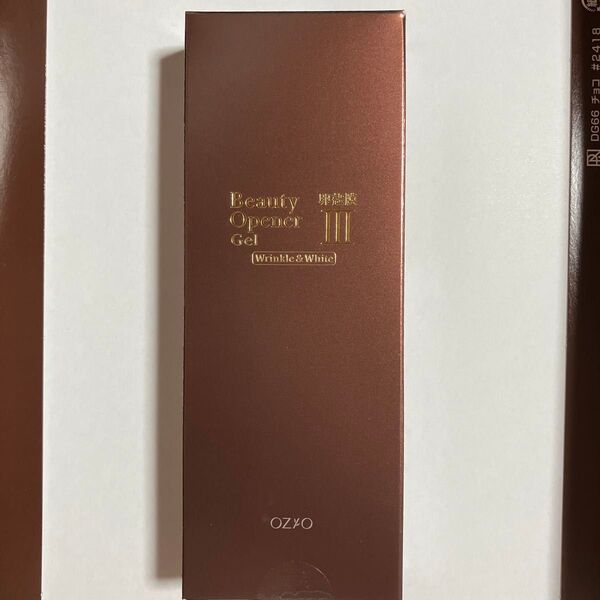 Beauty
Opener
Gel
卵殻膜
III
Wrinkle&White
OZIO
DG66 チョコ #2418